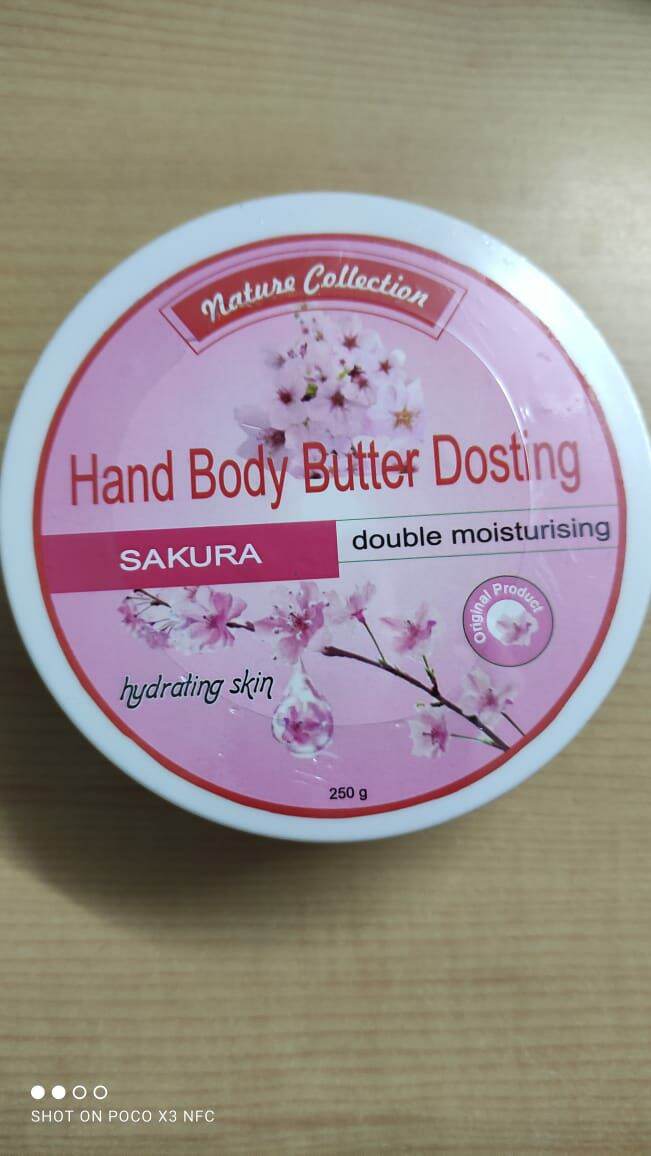 Nature Collection
Hand Body Butter Dosting
SAKURA
double moisturising
Original Product
hydrating skin
250 g
SHOT ON POCO X3 NFC